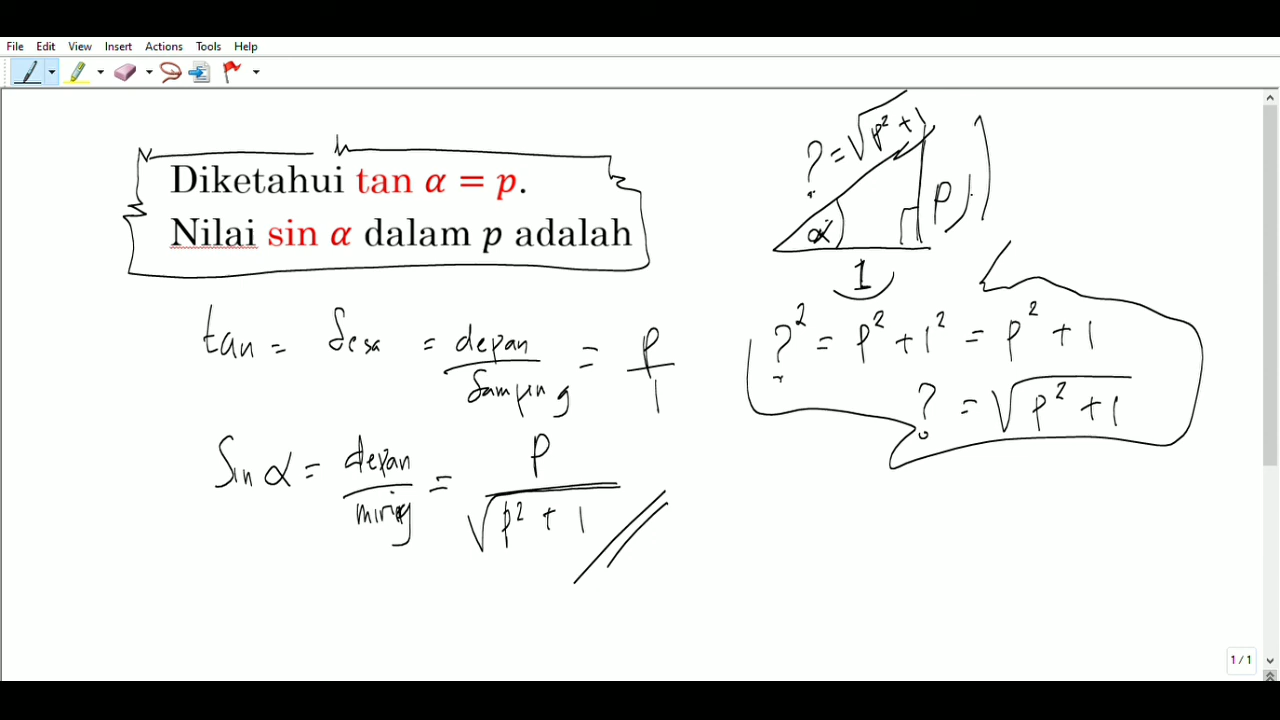 File Edit View Insert Actions Tools Help
Diketahui tan α = p.
Nilai sin α dalam p adalah
? = √(p² + 1)
p
α
1
tan = desa = depan/samping = p/1
?² = p² + 1² = p² + 1
? = √(p² + 1)
Sin α = depan/miring = p/√(p² + 1)
1 / 1